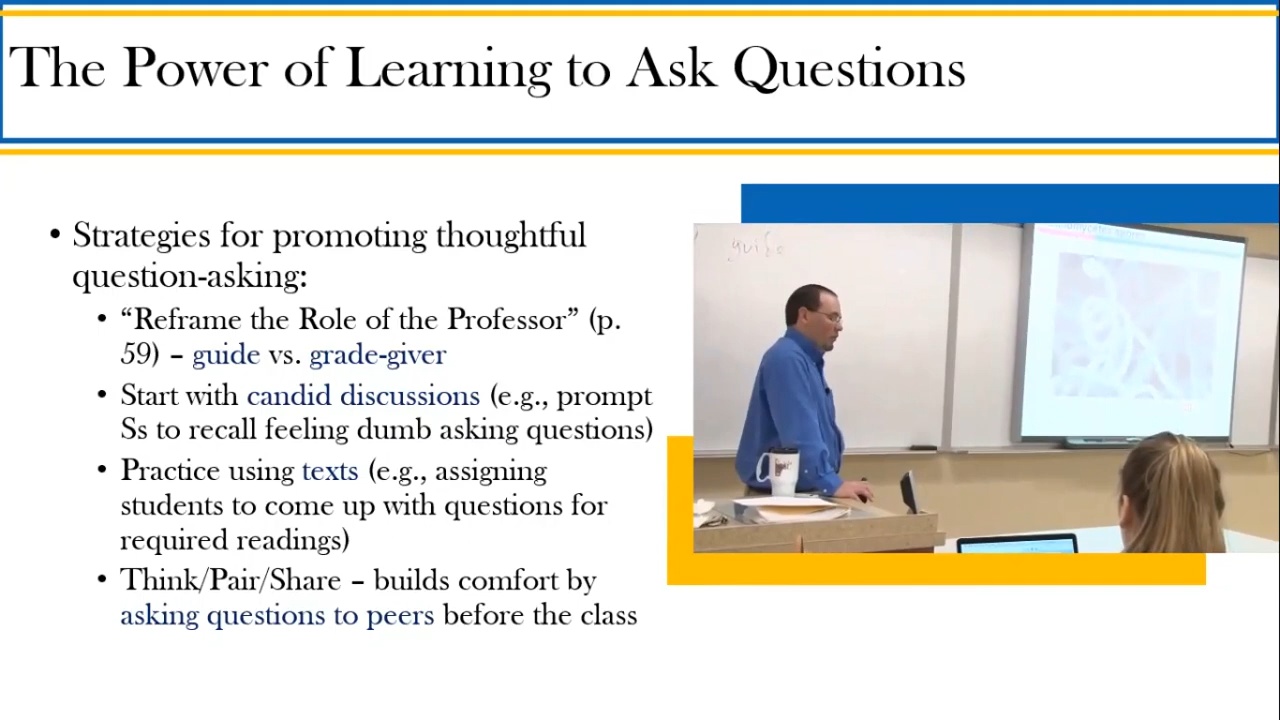 The Power of Learning to Ask Questions
• Strategies for promoting thoughtful
question-asking:
• “Reframe the Role of the Professor” (p.
59) – guide vs. grade-giver
• Start with candid discussions (e.g., prompt
Ss to recall feeling dumb asking questions)
• Practice using texts (e.g., assigning
students to come up with questions for
required readings)
• Think/Pair/Share – builds comfort by
asking questions to peers before the class